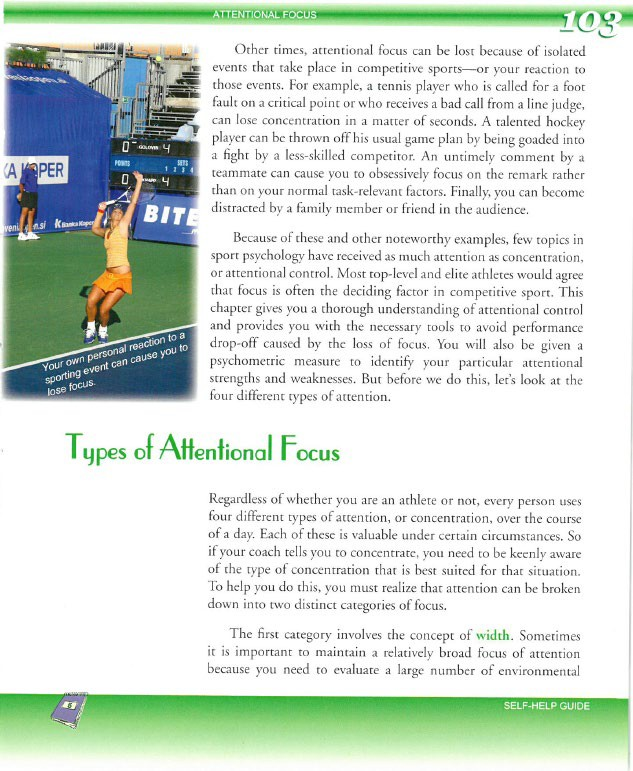 ATTENTIONAL FOCUS
103
Other times, attentional focus can be lost because of isolated
events that take place in competitive sports—or your reaction to
those events. For example, a tennis player who is called for a foot
fault on a critical point or who receives a bad call from a line judge,
can lose concentration in a matter of seconds. A talented hockey
player can be thrown off his usual game plan by being goaded into
a fight by a less-skilled competitor. An untimely comment by a
teammate can cause you to obsessively focus on the remark rather
than on your normal task-relevant factors. Finally, you can become
distracted by a family member or friend in the audience.
Because of these and other noteworthy examples, few topics in
sport psychology have received as much attention as concentration,
or attentional control. Most top-level and elite athletes would agree
that focus is often the deciding factor in competitive sport. This
chapter gives you a thorough understanding of attentional control
and provides you with the necessary tools to avoid performance
drop-off caused by the loss of focus. You will also be given a
psychometric measure to identify your particular attentional
strengths and weaknesses. But before we do this, let's look at the
four different types of attention.
0 4
POINTS SETS
1 2 3 4
0 4
KA KOPER
BITE
Banka Koper
Your own personal reaction to a
sporting event can cause you to
lose focus.
Types of Attentional Focus
Regardless of whether you are an athlete or not, every person uses
four different types of attention, or concentration, over the course
of a day. Each of these is valuable under certain circumstances. So
if your coach tells you to concentrate, you need to be keenly aware
of the type of concentration that is best suited for that situation.
To help you do this, you must realize that attention can be broken
down into two distinct categories of focus.
The first category involves the concept of width. Sometimes
it is important to maintain a relatively broad focus of attention
because you need to evaluate a large number of environmental
6
SELF-HELP GUIDE